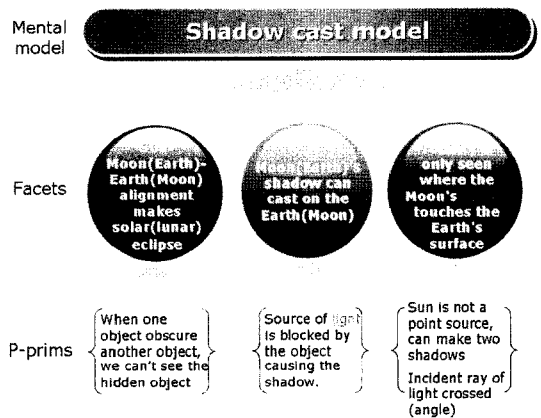 Mental
model
Shadow cast model
Facets
Moon(Earth)-
Earth(Moon)
alignment
makes
solar(lunar)
eclipse
shadow can
cast on the
Earth(Moon)
only seen
where the
Moon's
touches the
Earth's
surface
P-prims
When one
object obscure
another object,
we can't see the
hidden object
Source of light
is blocked by
the object
causing the
shadow.
Sun is not a
point source,
can make two
shadows
Incident ray of
light crossed
(angle)